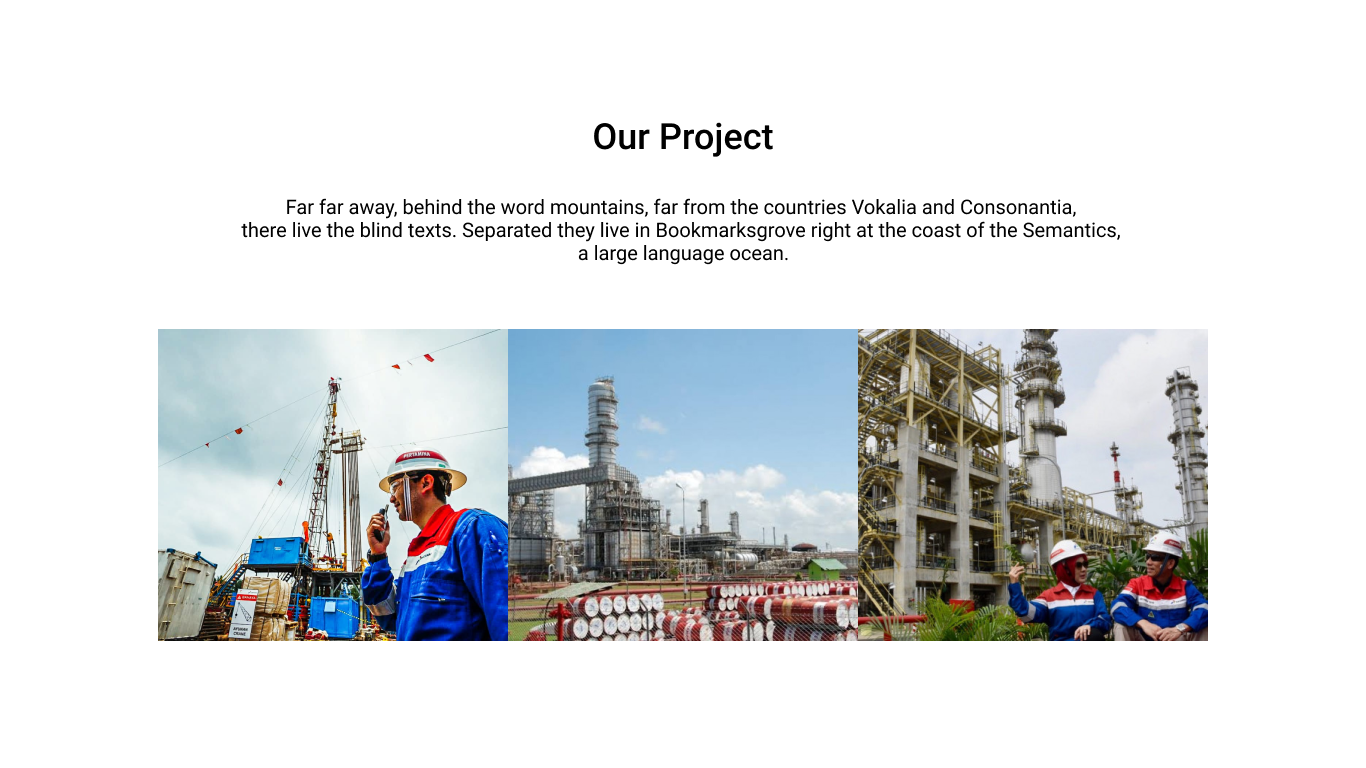 Our Project
Far far away, behind the word mountains, far from the countries Vokalia and Consonantia,
there live the blind texts. Separated they live in Bookmarksgrove right at the coast of the Semantics,
a large language ocean.
PERTAMINA